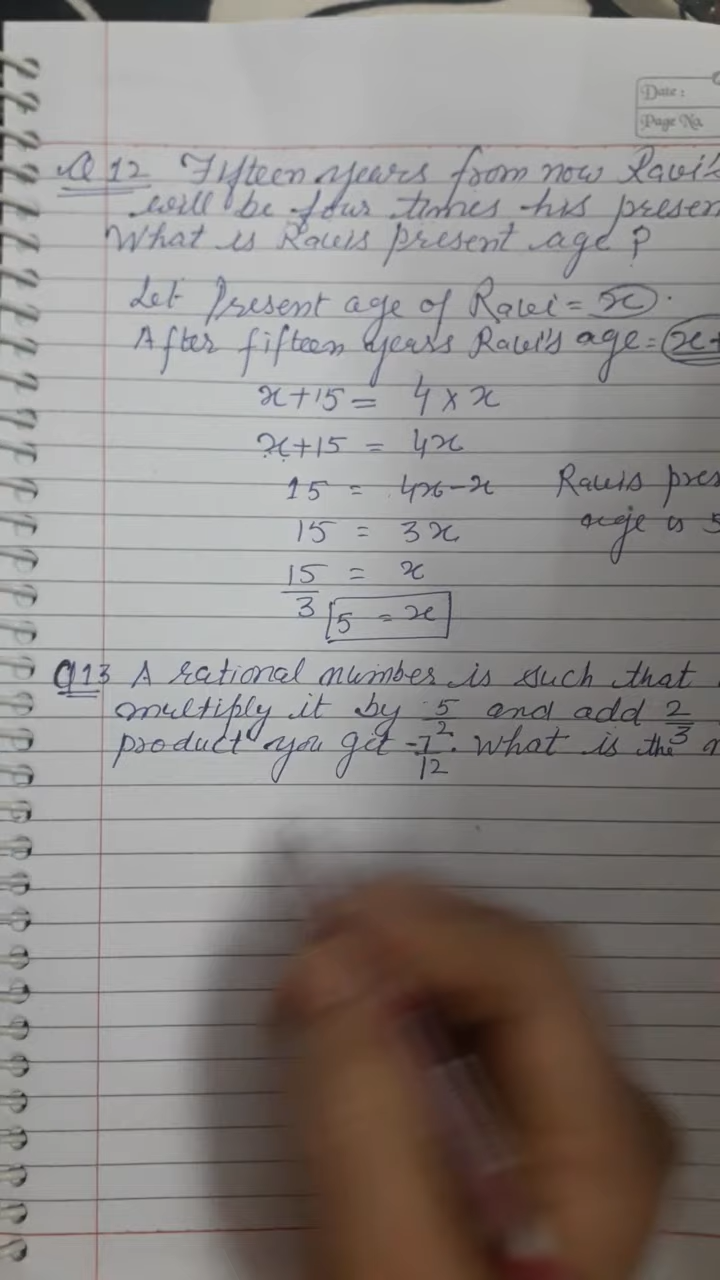 Date:
Page No.
Q 12 Fifteen years from now Ravi's
will be four times his presen
What is Ravis present age?
Let Present age of Ravi = x.
After fifteen years Ravi's age = x+
x+15 = 4 × x
x+15 = 4x
15 = 4x-x
Ravis pres
age is 5
15 = 3x
15/3 = x
5 = x
Q13 A rational number is such that
multiply it by 5/2 and add 2/3
product you get -7/12. What is the